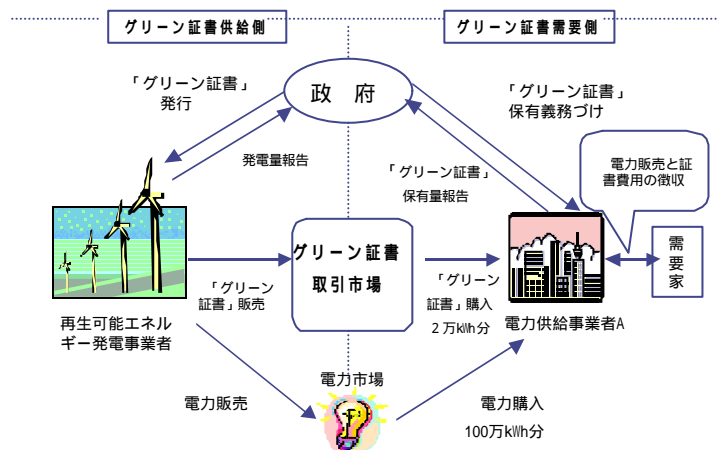 グリーン証書供給側
グリーン証書需要側
「グリーン証書」
発行
政　府
「グリーン証書」
保有義務づけ
発電量報告
「グリーン証書」
保有量報告
電力販売と証
書費用の徴収
グリーン証書
取引市場
需
要
家
「グリーン
証書」販売
「グリーン
証書」購入
2万kWh分
再生可能エネル
ギー発電事業者
電力供給事業者A
電力市場
電力販売
電力購入
100万kWh分